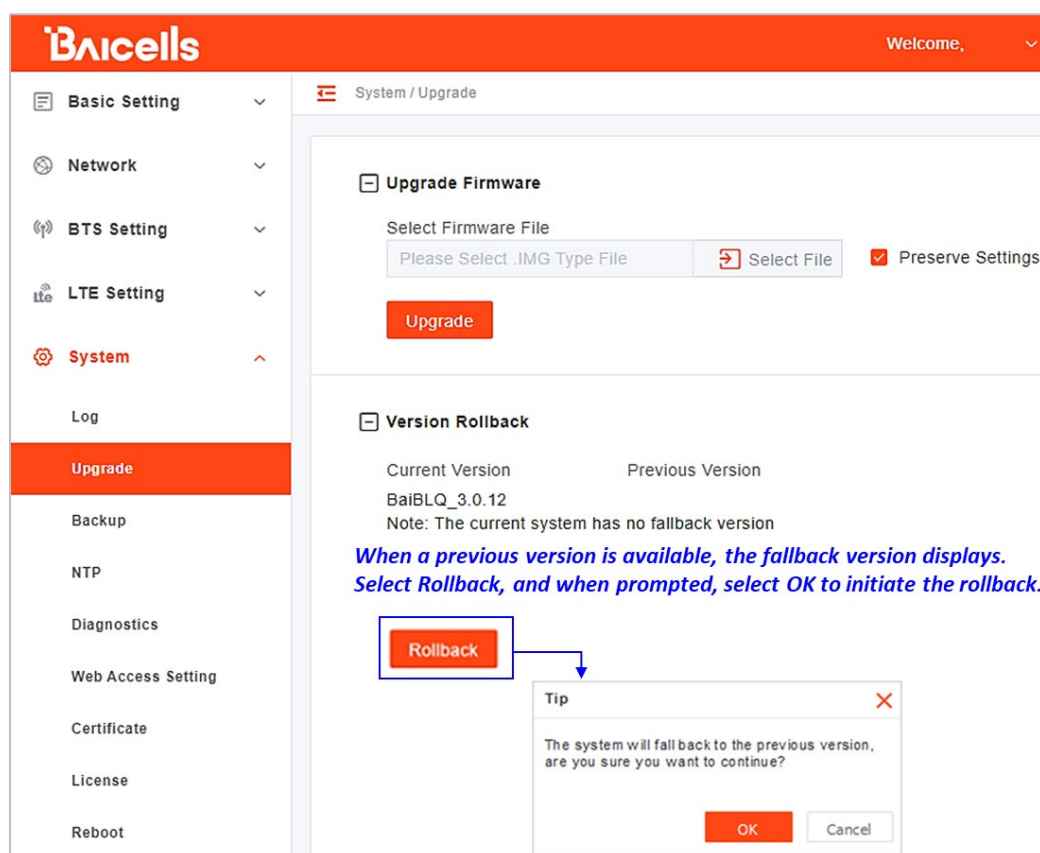 BAIcells
Welcome,
Basic Setting
Network
BTS Setting
LTE Setting
System
Log
Upgrade
Backup
NTP
Diagnostics
Web Access Setting
Certificate
License
Reboot
System / Upgrade
Upgrade Firmware
Select Firmware File
Please Select .IMG Type File Select File Preserve Settings
Upgrade
Version Rollback
Current Version Previous Version
BaiBLQ_3.0.12
Note: The current system has no fallback version
When a previous version is available, the fallback version displays.
Select Rollback, and when prompted, select OK to initiate the rollback.
Rollback
Tip
The system will fall back to the previous version,
are you sure you want to continue?
OK Cancel